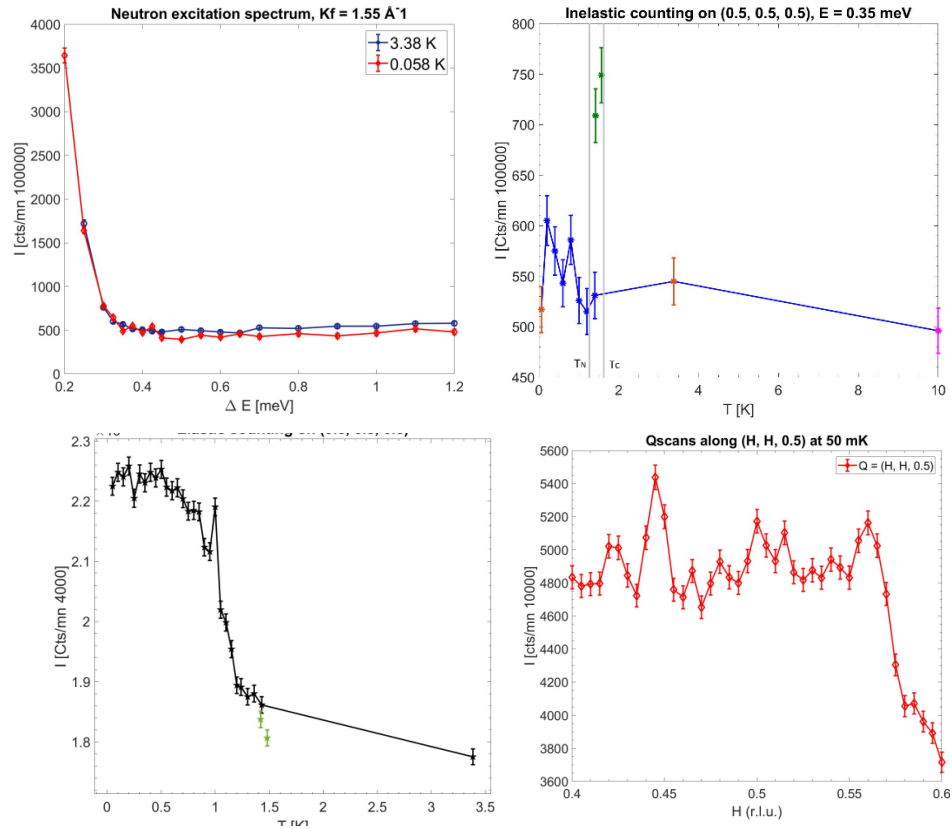 Neutron excitation spectrum, Kf = 1.55 Å^-1
3.38 K
0.058 K
I [cts/mn 100000]
4000
3500
3000
2500
2000
1500
1000
500
0
0.2 0.4 0.6 0.8 1 1.2
Δ E [meV]
Inelastic counting on (0.5, 0.5, 0.5), E = 0.35 meV
I [Cts/mn 100000]
800
750
700
650
600
550
500
450
TN Tc
0 2 4 6 8 10
T [K]
I [Cts/mn 4000]
2.3
2.2
2.1
2
1.9
1.8
0 0.5 1 1.5 2 2.5 3 3.5
T [K]
Qscans along (H, H, 0.5) at 50 mK
Q = (H, H, 0.5)
I [cts/mn 100000]
5600
5400
5200
5000
4800
4600
4400
4200
4000
3800
3600
0.4 0.45 0.5 0.55 0.6
H (r.l.u.)